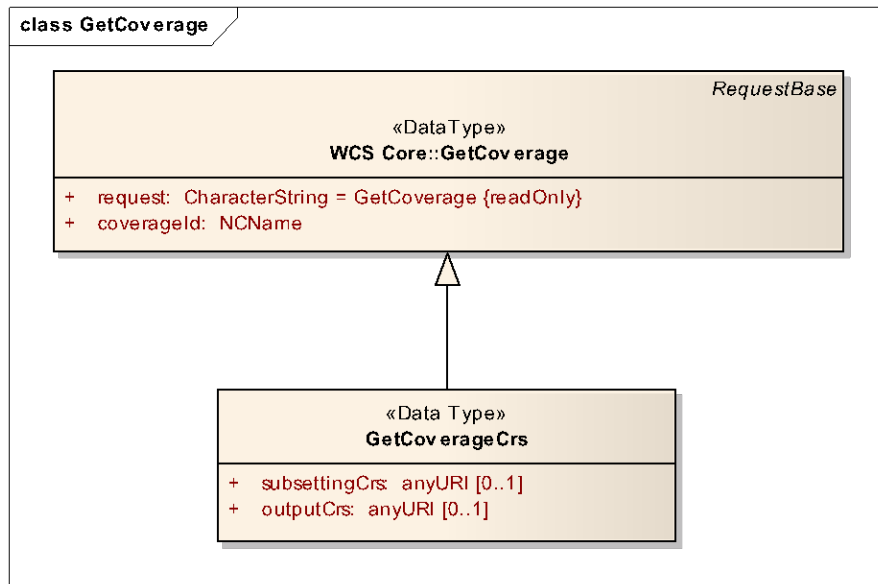 class GetCoverage
RequestBase
«DataType»
WCS Core::GetCoverage
+ request: CharacterString = GetCoverage {readOnly}
+ coverageId: NCName
«Data Type»
GetCoverageCrs
+ subsettingCrs: anyURI [0..1]
+ outputCrs: anyURI [0..1]